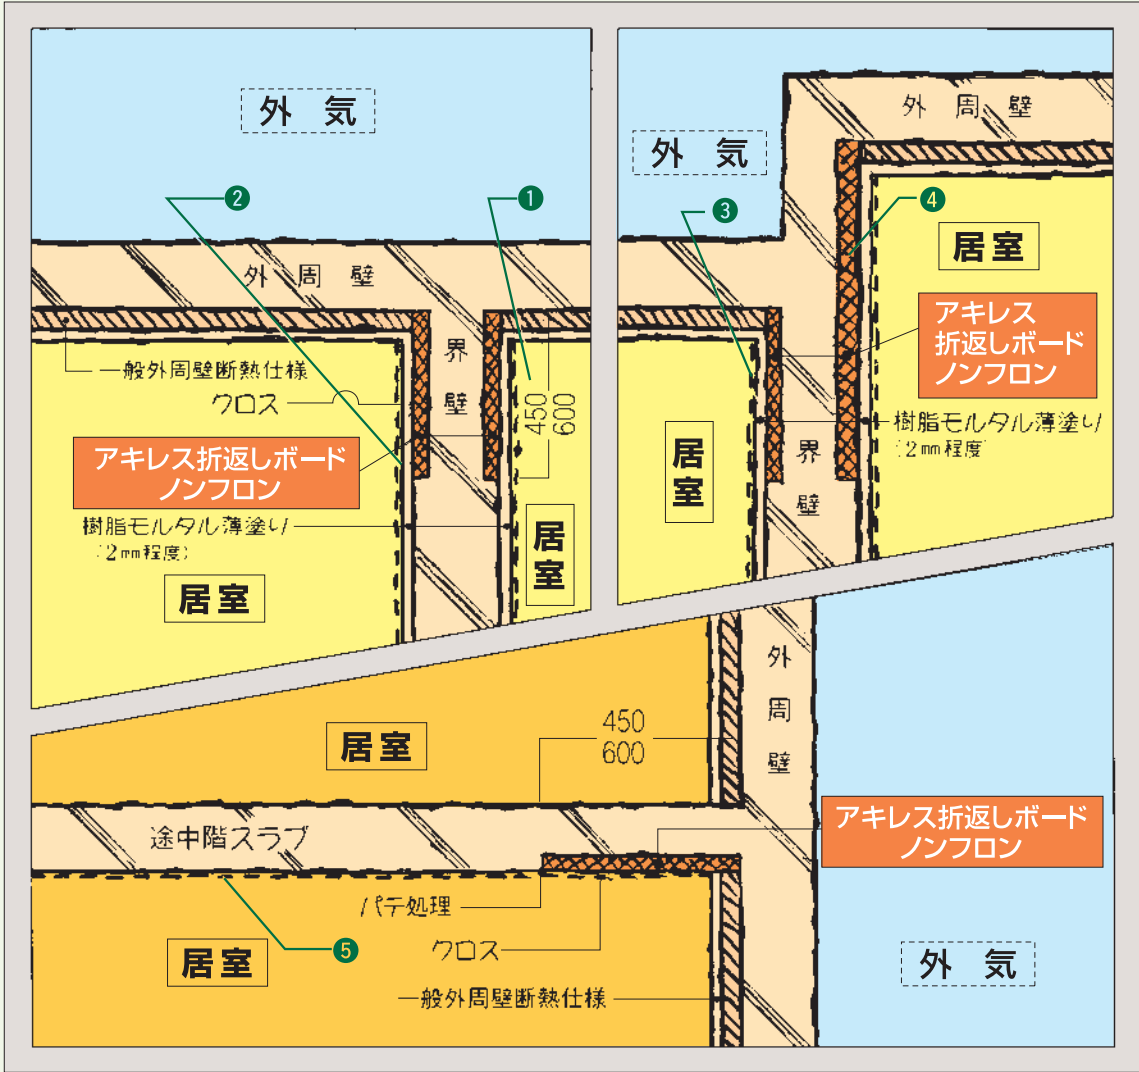 外 気
❷
❶
外 周 壁
界 壁
一般外周壁断熱仕様
クロス
450
600
アキレス折返しボード
ノンフロン
樹脂モルタル薄塗り
(2mm程度)
居室
居室
外 気
外 周 壁
❸
❹
居室
アキレス
折返しボード
ノンフロン
樹脂モルタル薄塗り
(2mm程度)
居室
界 壁
外 周 壁
450
600
居室
途中階スラブ
アキレス折返しボード
ノンフロン
パテ処理
クロス
❺
居室
一般外周壁断熱仕様
外 気